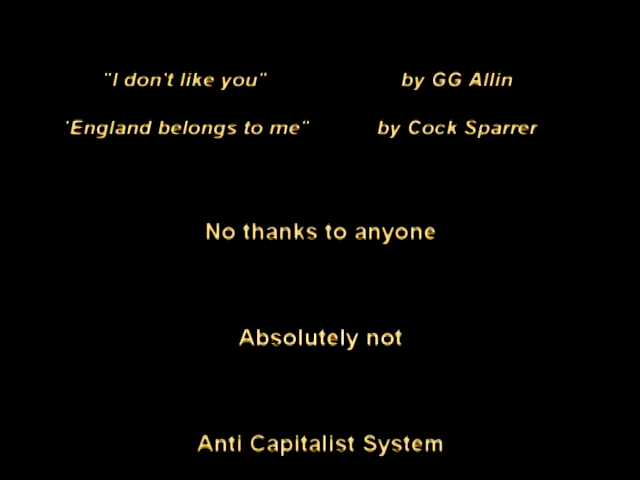 "I don't like you" by GG Allin
'England belongs to me" by Cock Sparrer
No thanks to anyone
Absolutely not
Anti Capitalist System